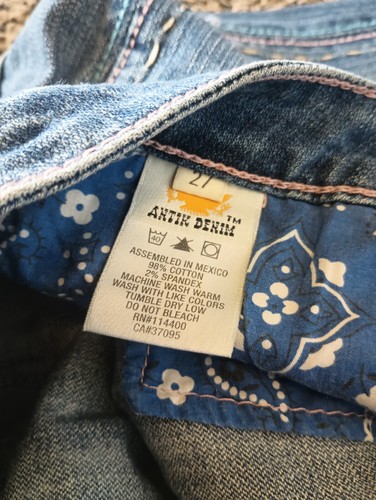 27
ANTIK DENIM™
40
ASSEMBLED IN MEXICO
98% COTTON
2% SPANDEX
MACHINE WASH WARM
WASH WITH LIKE COLORS
TUMBLE DRY LOW
DO NOT BLEACH
RN#114400
CA#37095